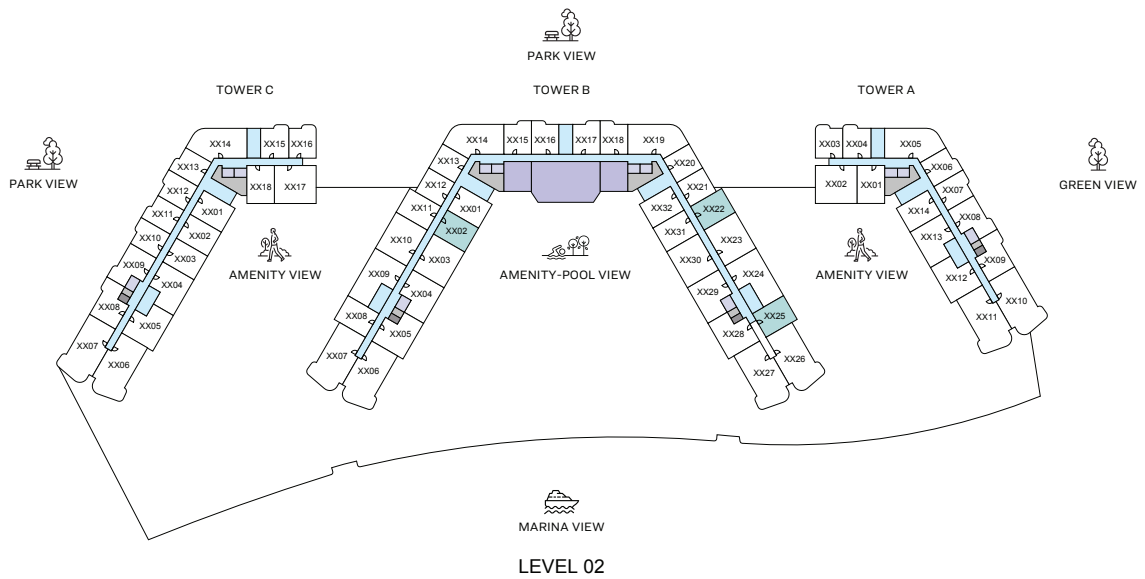 PARK VIEW
TOWER C
TOWER B
TOWER A
PARK VIEW
GREEN VIEW
XX14
XX15
XX16
XX13
XX12
XX11
XX10
XX09
XX08
XX07
XX06
XX05
XX04
XX03
XX02
XX01
XX18
XX17
AMENITY VIEW
XX14
XX15
XX16
XX17
XX18
XX19
XX13
XX12
XX11
XX10
XX09
XX08
XX07
XX06
XX05
XX04
XX03
XX02
XX01
AMENITY-POOL VIEW
XX20
XX21
XX22
XX23
XX24
XX25
XX26
XX27
XX28
XX29
XX30
XX31
XX32
AMENITY VIEW
XX03
XX04
XX05
XX02
XX01
XX06
XX07
XX08
XX09
XX10
XX11
XX12
XX13
XX14
MARINA VIEW
LEVEL 02